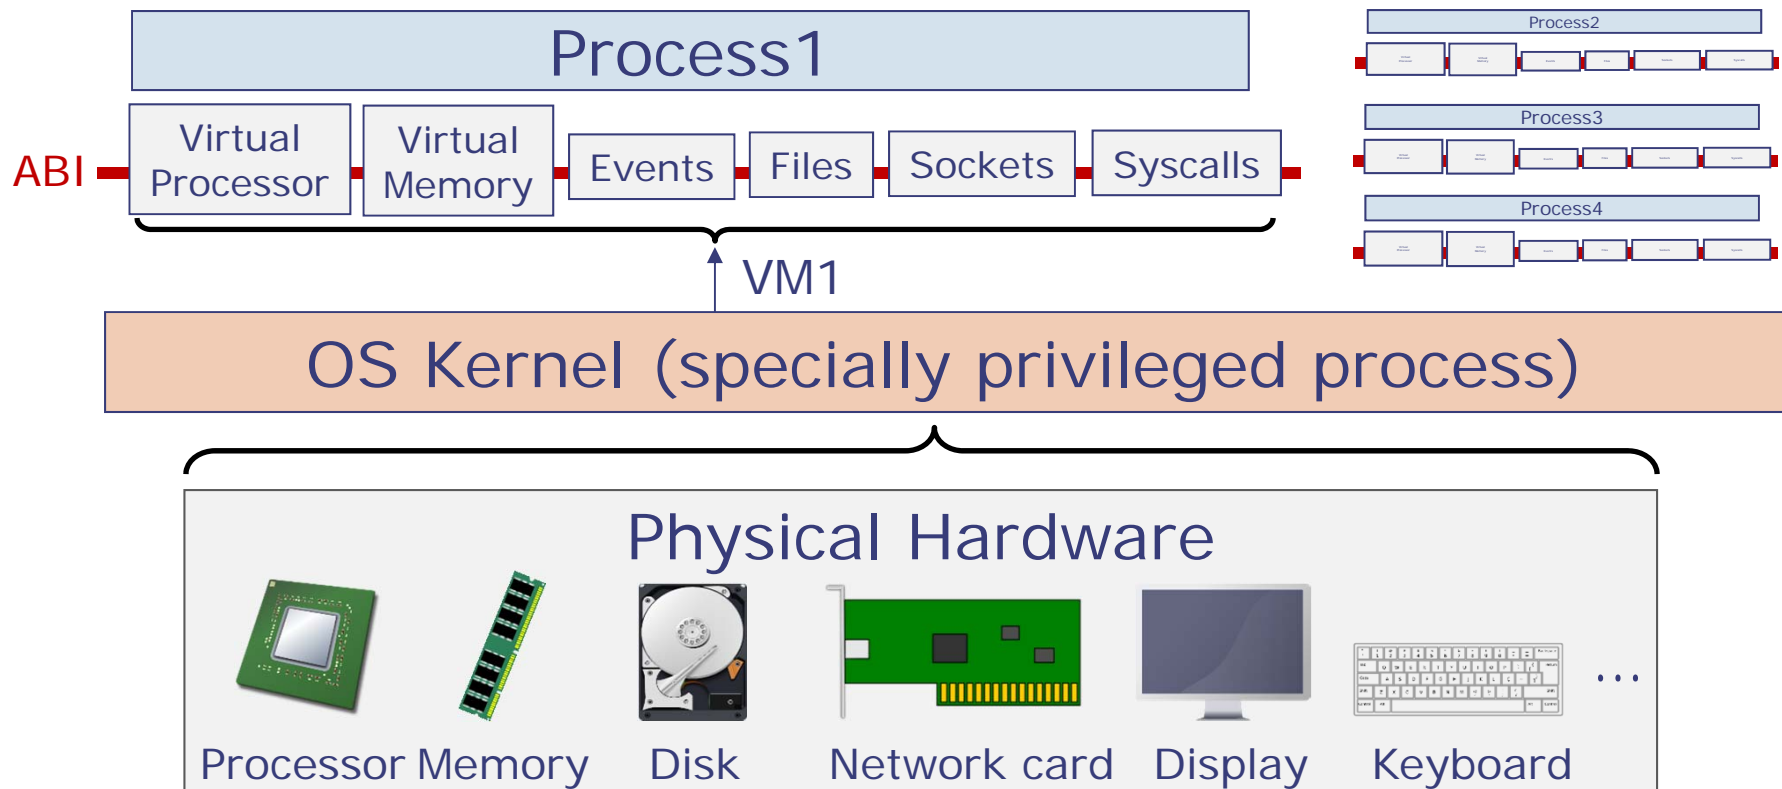 Process1
Virtual
Processor
Virtual
Memory
Events
Files
Sockets
Syscalls
ABI
VM1
Process2
Process3
Process4
OS Kernel (specially privileged process)
Physical Hardware
Processor
Memory
Disk
Network card
Display
Keyboard
...